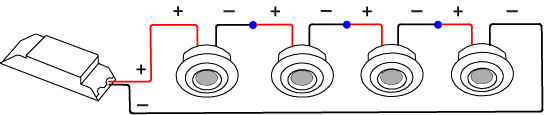 + − + − + − + −
+
−